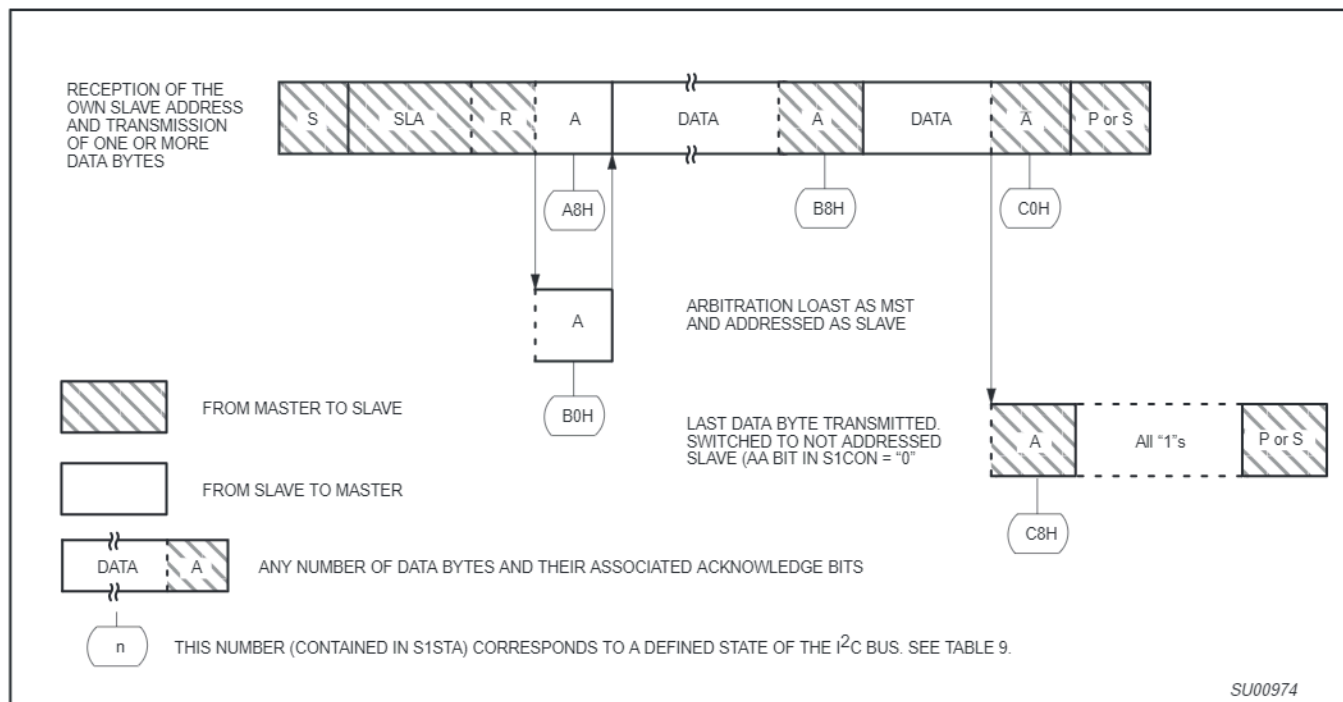 RECEPTION OF THE
OWN SLAVE ADDRESS
AND TRANSMISSION
OF ONE OR MORE
DATA BYTES
S SLA R A DATA A DATA A̅ P or S
A8H B8H C0H
A
B0H
ARBITRATION LOAST AS MST
AND ADDRESSED AS SLAVE
LAST DATA BYTE TRANSMITTED.
SWITCHED TO NOT ADDRESSED
SLAVE (AA BIT IN S1CON = “0”
A All “1”s P or S
C8H
FROM MASTER TO SLAVE
FROM SLAVE TO MASTER
DATA A ANY NUMBER OF DATA BYTES AND THEIR ASSOCIATED ACKNOWLEDGE BITS
n THIS NUMBER (CONTAINED IN S1STA) CORRESPONDS TO A DEFINED STATE OF THE I²C BUS. SEE TABLE 9.
SU00974